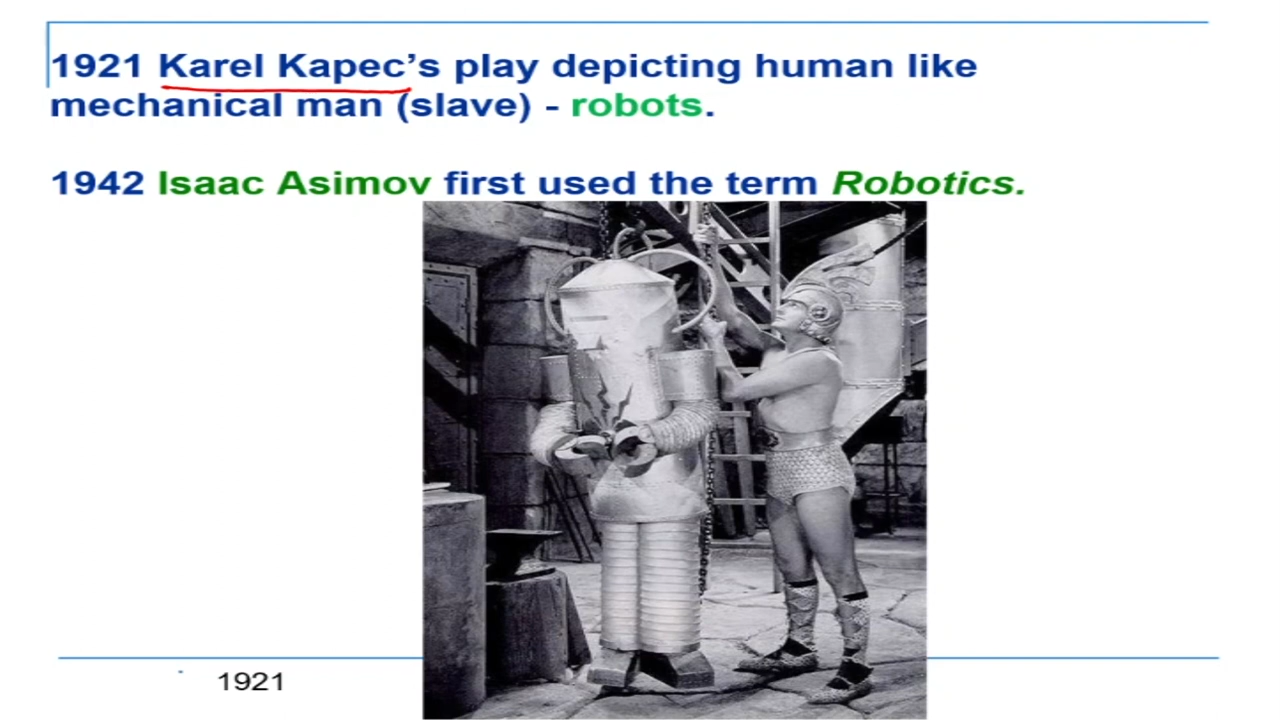 1921 Karel Kapec’s play depicting human like
mechanical man (slave) - robots.
1942 Isaac Asimov first used the term Robotics.
1921